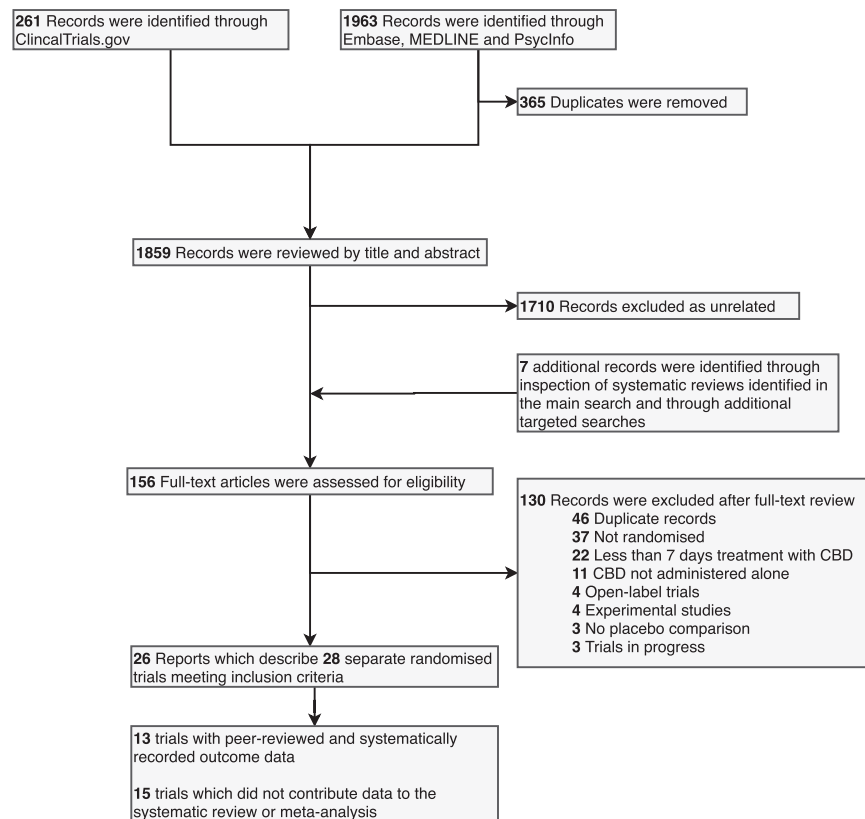 261 Records were identified through
ClincalTrials.gov
1963 Records were identified through
Embase, MEDLINE and PsycInfo
365 Duplicates were removed
1859 Records were reviewed by title and abstract
1710 Records excluded as unrelated
7 additional records were identified through
inspection of systematic reviews identified in
the main search and through additional
targeted searches
156 Full-text articles were assessed for eligibility
130 Records were excluded after full-text review
46 Duplicate records
37 Not randomised
22 Less than 7 days treatment with CBD
11 CBD not administered alone
4 Open-label trials
4 Experimental studies
3 No placebo comparison
3 Trials in progress
26 Reports which describe 28 separate randomised
trials meeting inclusion criteria
13 trials with peer-reviewed and systematically
recorded outcome data
15 trials which did not contribute data to the
systematic review or meta-analysis